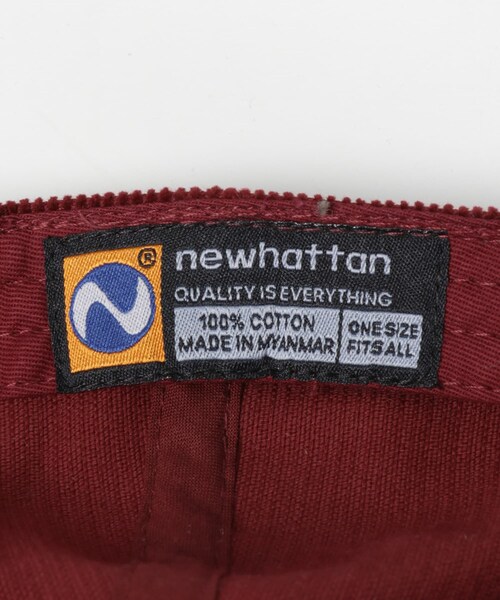 ®
newhattan
QUALITY IS EVERYTHING
100% COTTON
MADE IN MYANMAR
ONE SIZE
FITS ALL